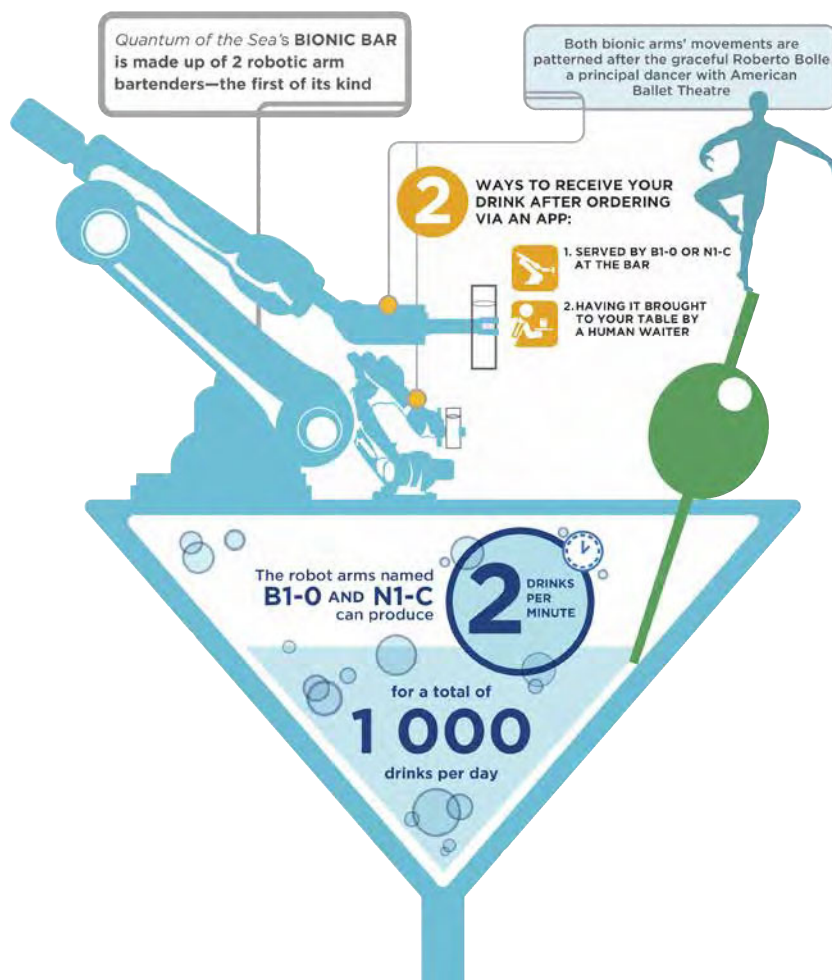 Quantum of the Sea's BIONIC BAR
is made up of 2 robotic arm
bartenders—the first of its kind
Both bionic arms' movements are
patterned after the graceful Roberto Bolle
a principal dancer with American
Ballet Theatre
2
WAYS TO RECEIVE YOUR
DRINK AFTER ORDERING
VIA AN APP:
1. SERVED BY B1-0 OR N1-C
AT THE BAR
2. HAVING IT BROUGHT
TO YOUR TABLE BY
A HUMAN WAITER
The robot arms named
B1-0 AND N1-C
can produce
2
DRINKS
PER
MINUTE
for a total of
1 000
drinks per day